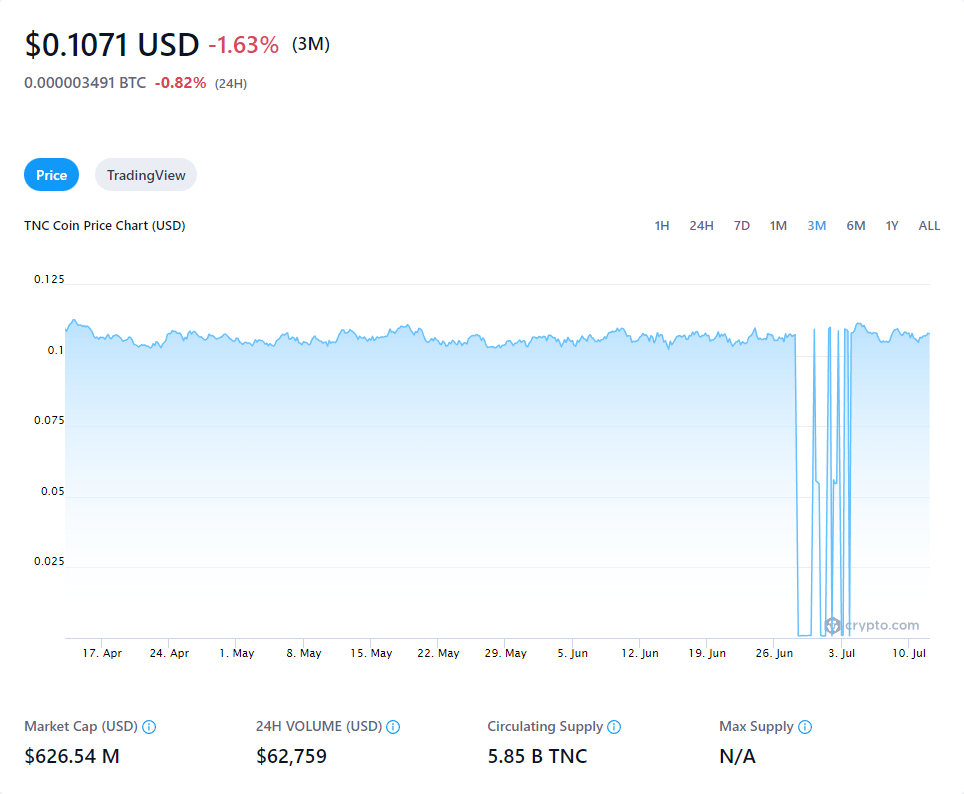 $0.1071 USD -1.63% (3M)
0.000003491 BTC -0.82% (24H)
Price TradingView
TNC Coin Price Chart (USD) 1H 24H 7D 1M 3M 6M 1Y ALL
0.125
0.1
0.075
0.05
0.025
crypto.com
17. Apr 24. Apr 1. May 8. May 15. May 22. May 29. May 5. Jun 12. Jun 19. Jun 26. Jun 3. Jul 10. Jul
Market Cap (USD) 24H VOLUME (USD) Circulating Supply Max Supply
$626.54 M $62,759 5.85 B TNC N/A